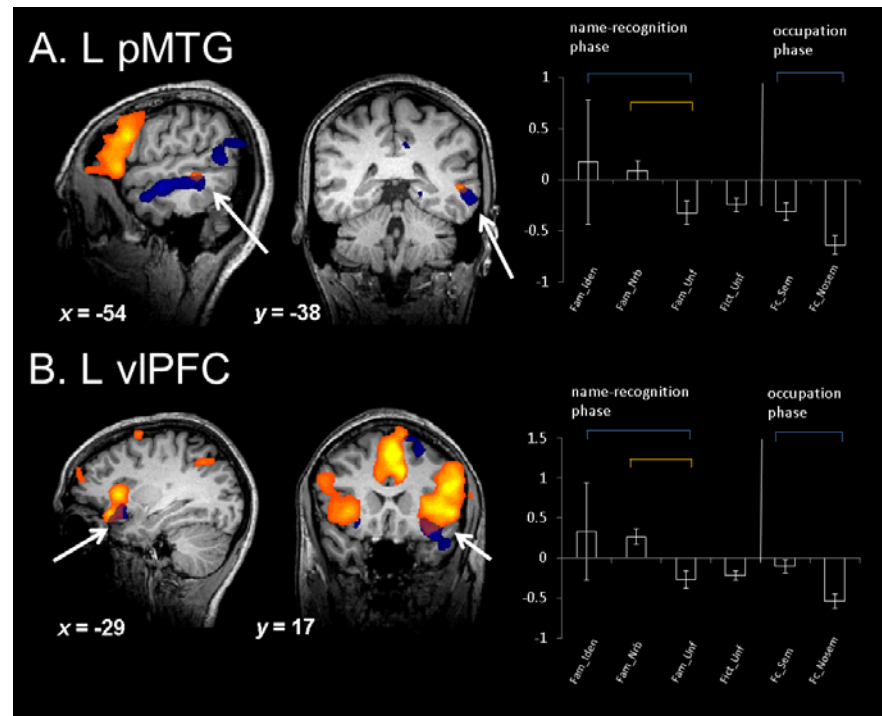 A. L pMTG
x = -54
y = -38
name-recognition
phase
occupation
phase
1
0.5
0
-0.5
-1
Fam_Iden
Fam_Nrb
Fam_Unf
Fict_Unf
Fc_Sem
Fc_Nosem
B. L vlPFC
x = -29
y = 17
name-recognition
phase
occupation
phase
1.5
1
0.5
0
-0.5
-1
Fam_Iden
Fam_Nrb
Fam_Unf
Fict_Unf
Fc_Sem
Fc_Nosem